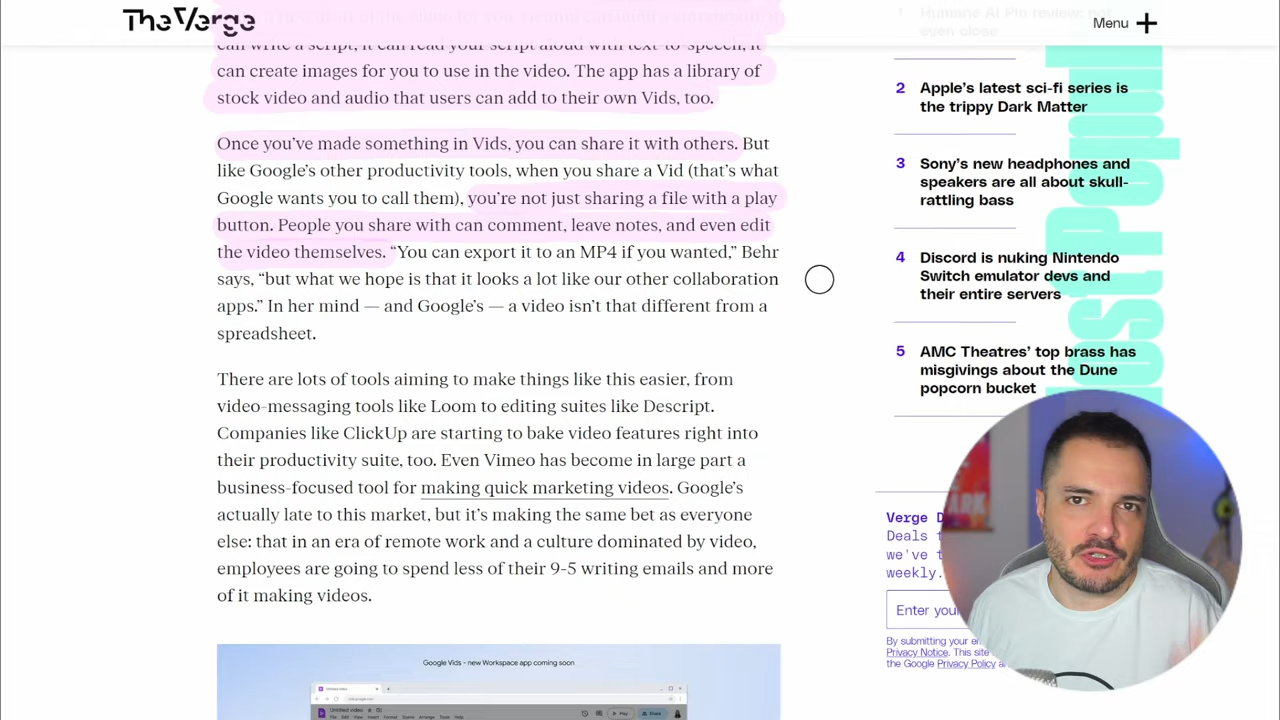 The Verge
Menu
1 Humane AI Pin review: not
even close
can write a script, it can read your script aloud with text-to-speech, it
can create images for you to use in the video. The app has a library of
stock video and audio that users can add to their own Vids, too.
Once you’ve made something in Vids, you can share it with others. But
like Google’s other productivity tools, when you share a Vid (that’s what
Google wants you to call them), you’re not just sharing a file with a play
button. People you share with can comment, leave notes, and even edit
the video themselves. “You can export it to an MP4 if you wanted,” Behr
says, “but what we hope is that it looks a lot like our other collaboration
apps.” In her mind — and Google’s — a video isn’t that different from a
spreadsheet.
There are lots of tools aiming to make things like this easier, from
video-messaging tools like Loom to editing suites like Descript.
Companies like ClickUp are starting to bake video features right into
their productivity suite, too. Even Vimeo has become in large part a
business-focused tool for making quick marketing videos. Google’s
actually late to this market, but it’s making the same bet as everyone
else: that in an era of remote work and a culture dominated by video,
employees are going to spend less of their 9-5 writing emails and more
of it making videos.
Google Vids - new Workspace app coming soon
Untitled video
Play
Share
2 Apple’s latest sci-fi series is
the trippy Dark Matter
3 Sony’s new headphones and
speakers are all about skull-
rattling bass
4 Discord is nuking Nintendo
Switch emulator devs and
their entire servers
5 AMC Theatres’ top brass has
misgivings about the Dune
popcorn bucket
Most Popul
Verge D
Deals
we've t
weekly.
Enter you
By submitting your e
Privacy Notice. This site
the Google Privacy Policy